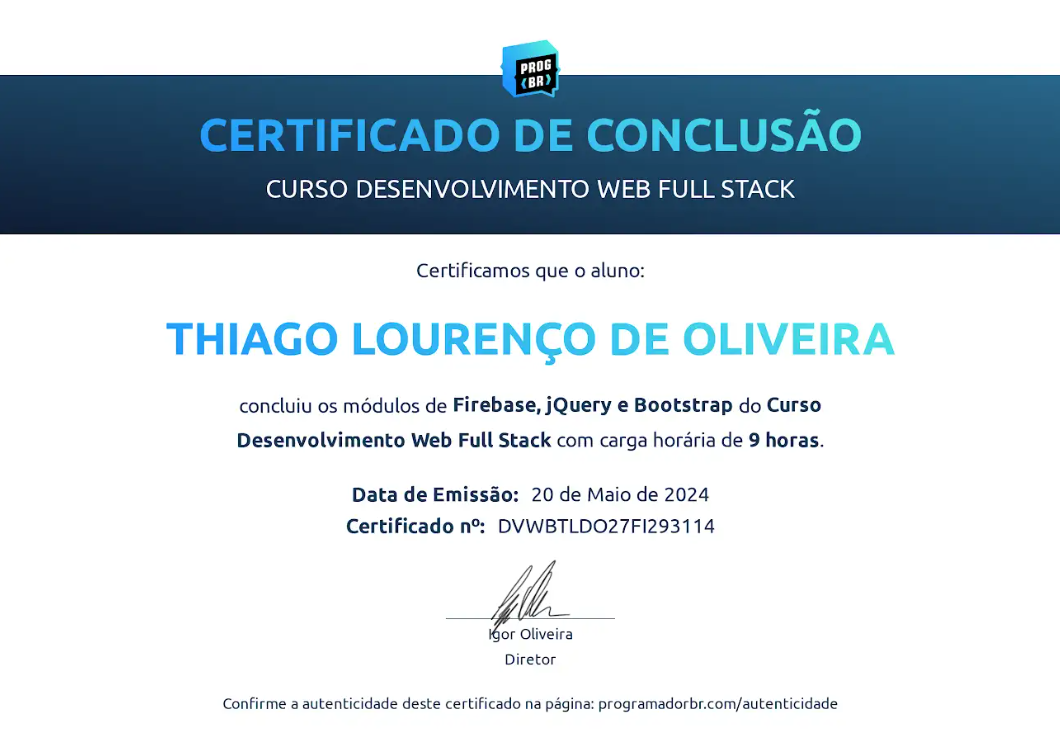 PROG
{BR}
CERTIFICADO DE CONCLUSÃO
CURSO DESENVOLVIMENTO WEB FULL STACK
Certificamos que o aluno:
THIAGO LOURENÇO DE OLIVEIRA
concluiu os módulos de Firebase, jQuery e Bootstrap do Curso
Desenvolvimento Web Full Stack com carga horária de 9 horas.
Data de Emissão: 20 de Maio de 2024
Certificado nº: DVWBTLDO27FI293114
Igor Oliveira
Diretor
Confirme a autenticidade deste certificado na página: programadorbr.com/autenticidade